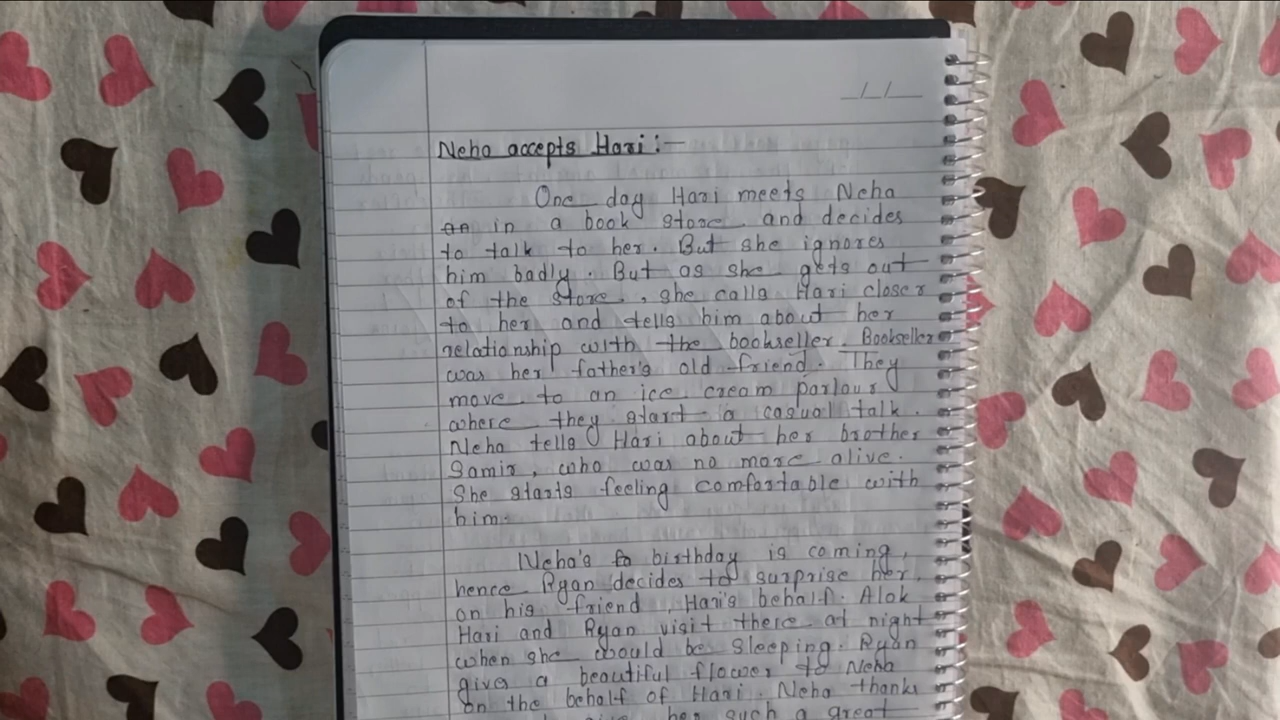 _/_/_
Neha accepts Hari :-
One day Hari meets Neha
an in a book store and decides
to talk to her. But she ignores
him badly. But as she gets out
of the store, she calls Hari closer
to her and tells him about her
relationship with the bookseller. Bookseller
was her father's old friend. They
move to an ice cream parlour
where they start a casual talk.
Neha tells Hari about her brother
Samir, who was no more alive.
She starts feeling comfortable with
him.
Neha's fo birthday is coming,
hence Ryan decides to surprise her
on his friend, Hari's behalf. Alok
Hari and Ryan visit there at night
when she would be sleeping. Ryan
gives a beautiful flower to Neha
on the behalf of Hari. Neha thanks
her such a great